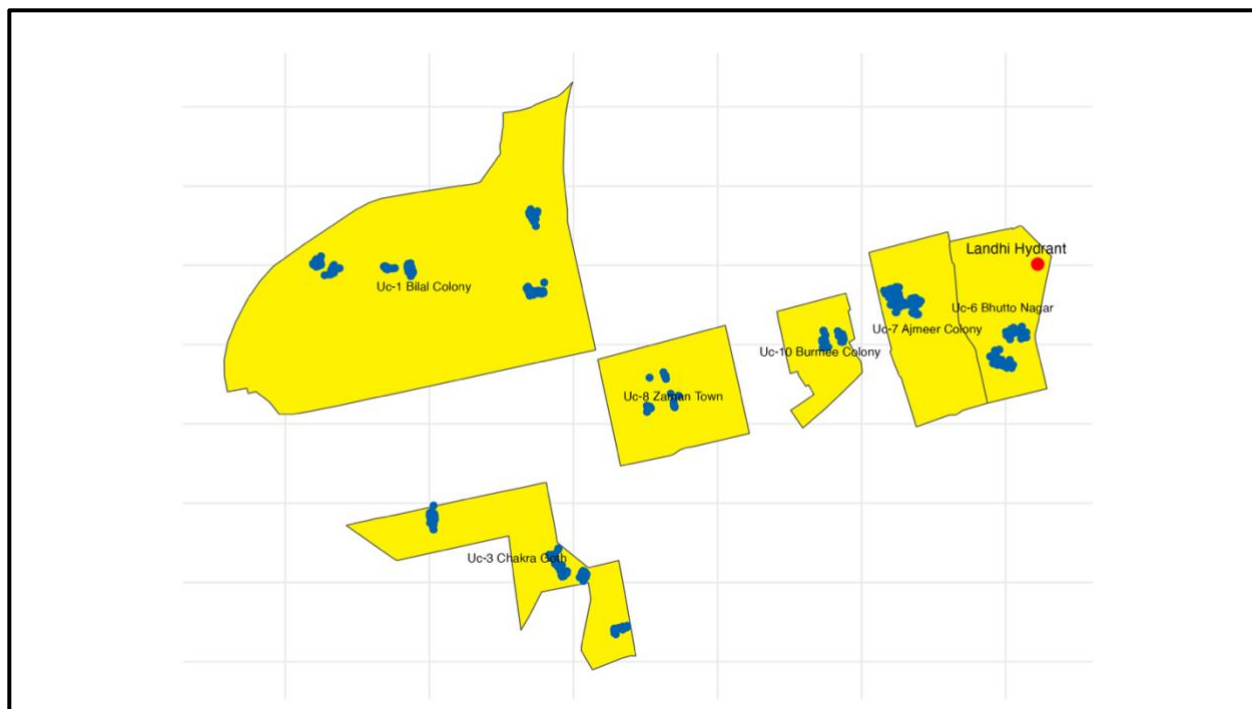 Landhi Hydrant
Uc-1 Bilal Colony
Uc-6 Bhutto Nagar
Uc-7 Ajmeer Colony
Uc-10 Burmee Colony
Uc-8 Zaman Town
Uc-3 Chakra Goth